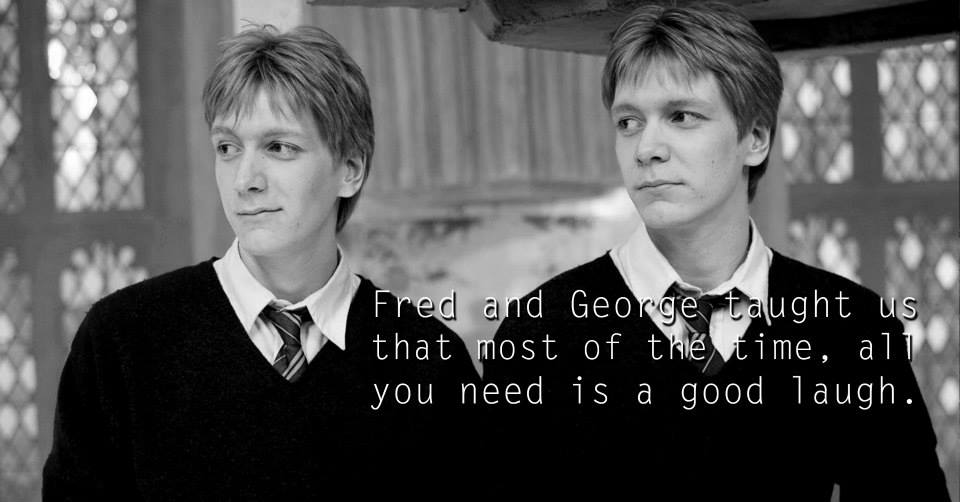 Fred and George taught us
that most of the time, all
you need is a good laugh.